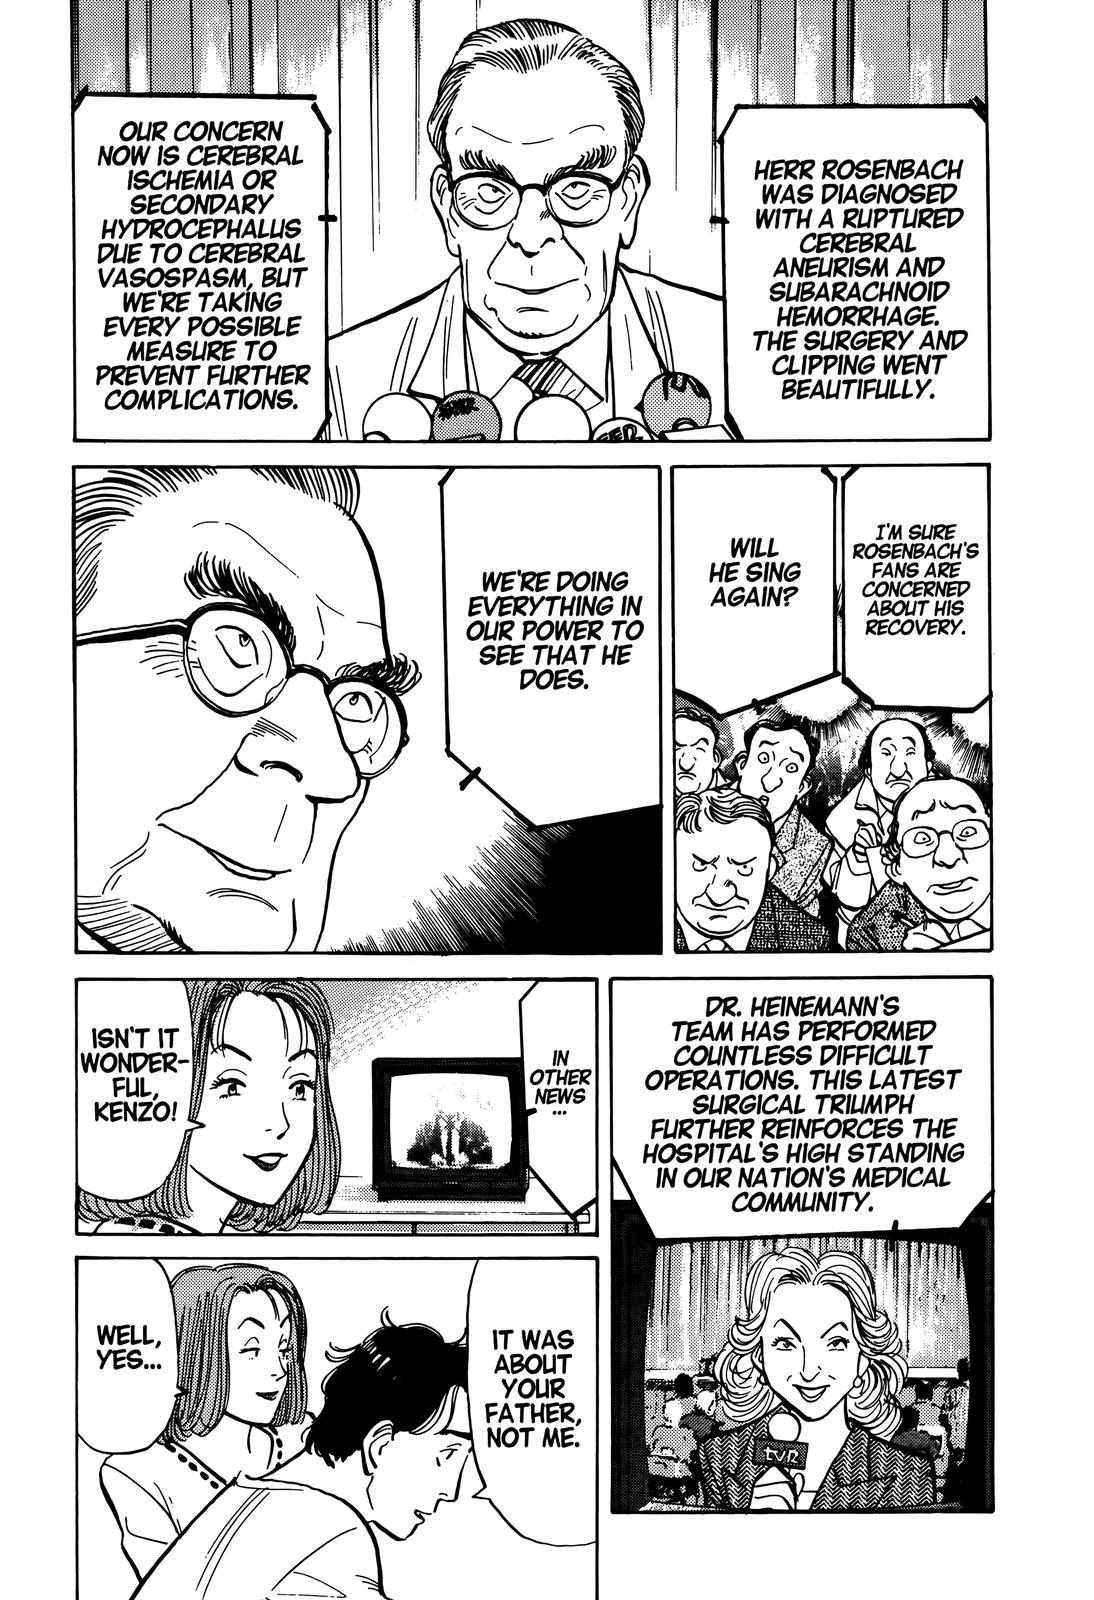 HERR ROSENBACH
WAS DIAGNOSED
WITH A RUPTURED
CEREBRAL
ANEURISM AND
SUBARACHNOID
HEMORRHAGE.
THE SURGERY AND
CLIPPING WENT
BEAUTIFULLY.
OUR CONCERN
NOW IS CEREBRAL
ISCHEMIA OR
SECONDARY
HYDROCEPHALUS
DUE TO CEREBRAL
VASOSPASM, BUT
WE'RE TAKING
EVERY POSSIBLE
MEASURE TO
PREVENT FURTHER
COMPLICATIONS.
I'M SURE
ROSENBACH'S
FANS ARE
CONCERNED
ABOUT HIS
RECOVERY.
WILL
HE SING
AGAIN?
WE'RE DOING
EVERYTHING IN
OUR POWER TO
SEE THAT HE
DOES.
DR. HEINEMANN'S
TEAM HAS PERFORMED
COUNTLESS DIFFICULT
OPERATIONS. THIS LATEST
SURGICAL TRIUMPH
FURTHER REINFORCES THE
HOSPITAL'S HIGH STANDING
IN OUR NATION'S MEDICAL
COMMUNITY.
tVR
IN
OTHER
NEWS
...
ISN'T IT
WONDER-
FUL,
KENZO!
IT WAS
ABOUT
YOUR
FATHER,
NOT ME.
WELL,
YES...